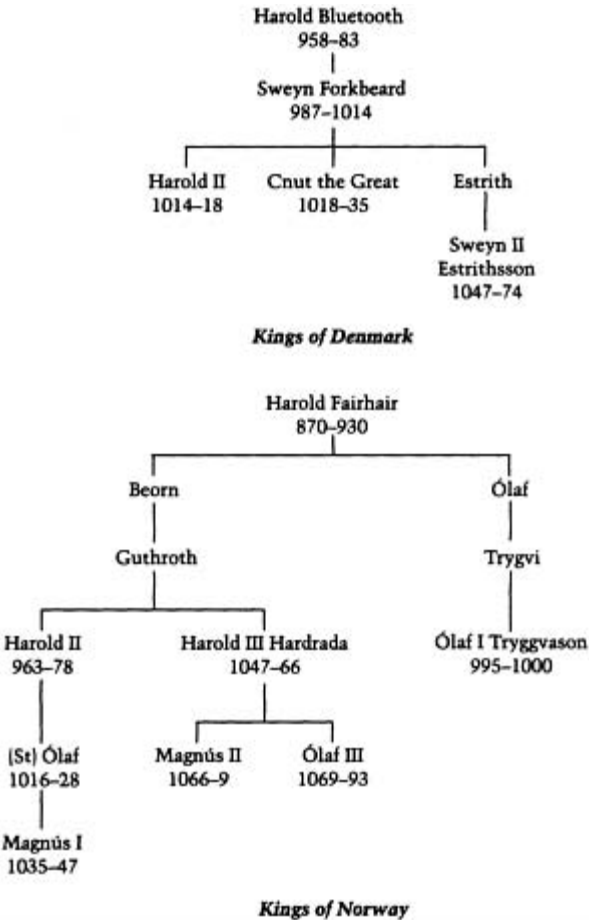 Harold Bluetooth
958–83
Sweyn Forkbeard
987–1014
Harold II
1014–18
Cnut the Great
1018–35
Estrith
Sweyn II
Estrithsson
1047–74
Kings of Denmark
Harold Fairhair
870–930
Beorn
Ólaf
Guthroth
Trygvi
Harold II
963–78
Harold III Hardrada
1047–66
Ólaf I Tryggvason
995–1000
(St) Ólaf
1016–28
Magnús II
1066–9
Ólaf III
1069–93
Magnús I
1035–47
Kings of Norway